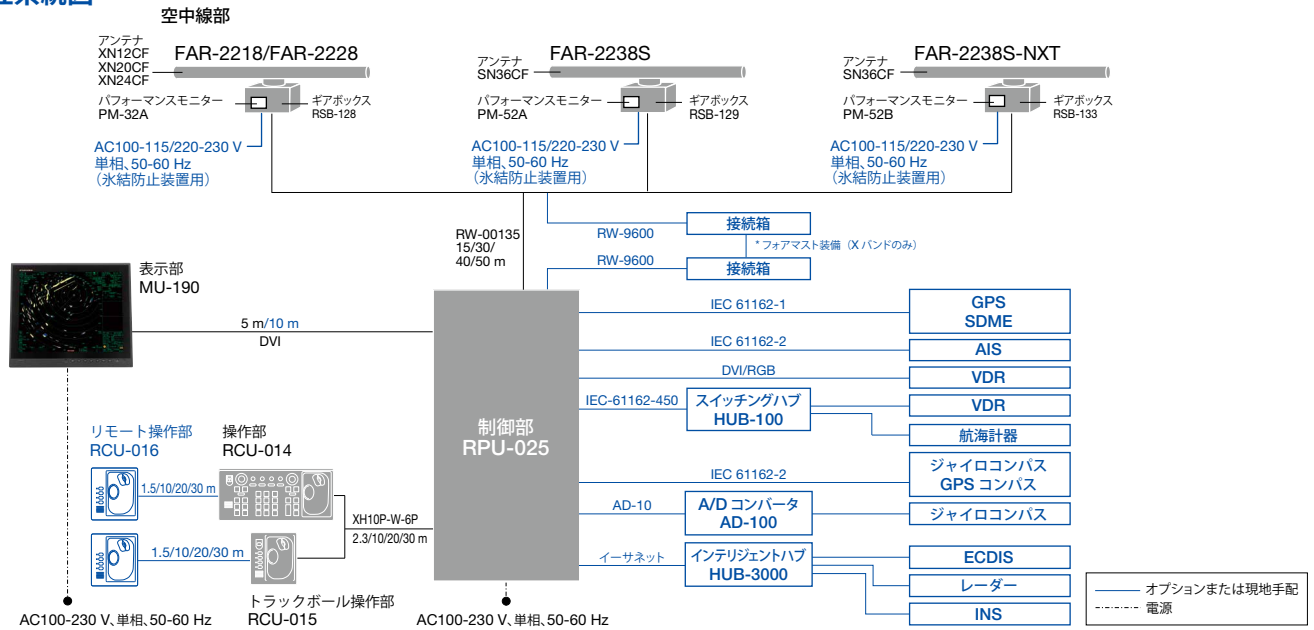 空中線部
アンテナ
XN12CF
XN20CF
XN24CF
FAR-2218/FAR-2228
パフォーマンスモニター
PM-32A
ギアボックス
RSB-128
AC100-115/220-230 V
単相、50-60 Hz
（氷結防止装置用）
アンテナ
SN36CF
FAR-2238S
パフォーマンスモニター
PM-52A
ギアボックス
RSB-129
AC100-115/220-230 V
単相、50-60 Hz
（氷結防止装置用）
アンテナ
SN36CF
FAR-2238S-NXT
パフォーマンスモニター
PM-52B
ギアボックス
RSB-133
AC100-115/220-230 V
単相、50-60 Hz
（氷結防止装置用）
RW-00135
15/30/
40/50 m
RW-9600
接続箱
* フォアマスト装備（X バンドのみ）
RW-9600
接続箱
表示部
MU-190
5 m/10 m
DVI
制御部
RPU-025
IEC 61162-1
GPS
SDME
IEC 61162-2
AIS
DVI/RGB
VDR
IEC-61162-450
スイッチングハブ
HUB-100
VDR
航海計器
IEC 61162-2
ジャイロコンパス
GPS コンパス
AD-10
A/D コンバータ
AD-100
ジャイロコンパス
イーサネット
インテリジェントハブ
HUB-3000
ECDIS
レーダー
INS
リモート操作部
RCU-016
操作部
RCU-014
1.5/10/20/30 m
XH10P-W-6P
2.3/10/20/30 m
1.5/10/20/30 m
トラックボール操作部
RCU-015
AC100-230 V、単相、50-60 Hz
AC100-230 V、単相、50-60 Hz
オプションまたは現地手配
電源